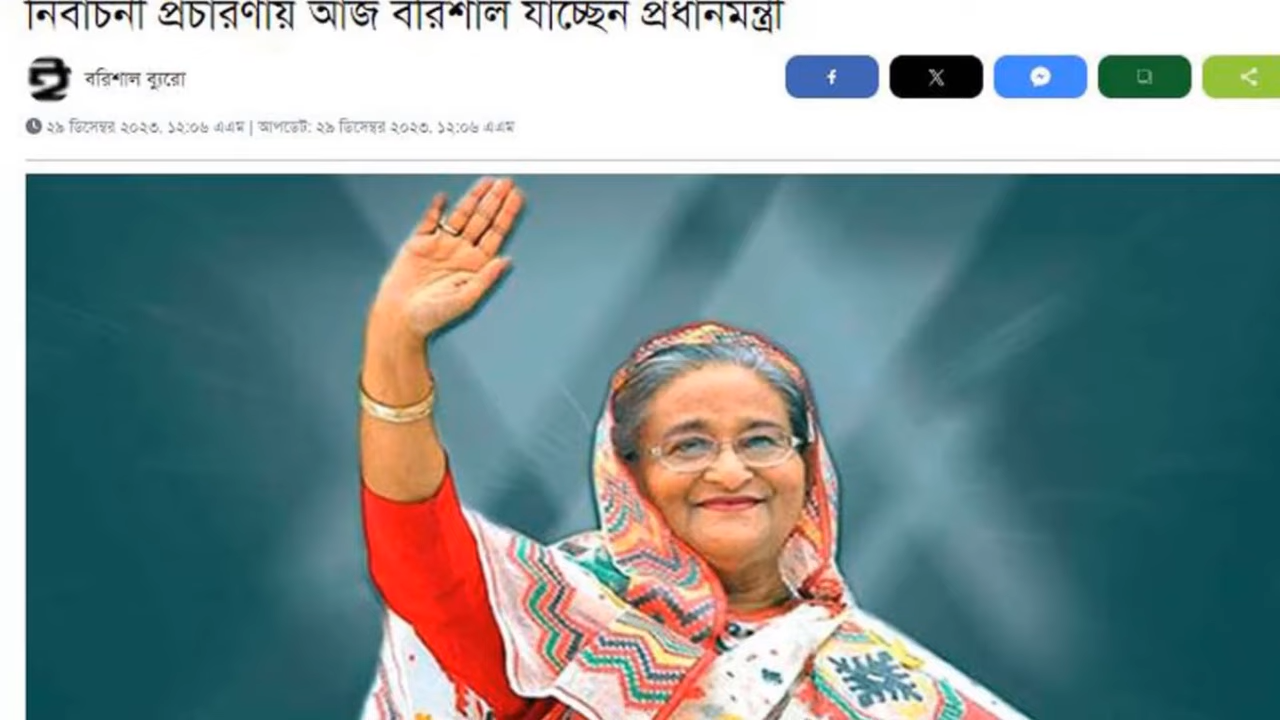 নির্বাচনী প্রচারণায় আজ বরিশাল যাচ্ছেন প্রধানমন্ত্রী
বরিশাল ব্যুরো
২৯ ডিসেম্বর ২০২৩, ১২:০৬ এএম | আপডেট: ২৯ ডিসেম্বর ২০২৩, ১২:০৬ এএম